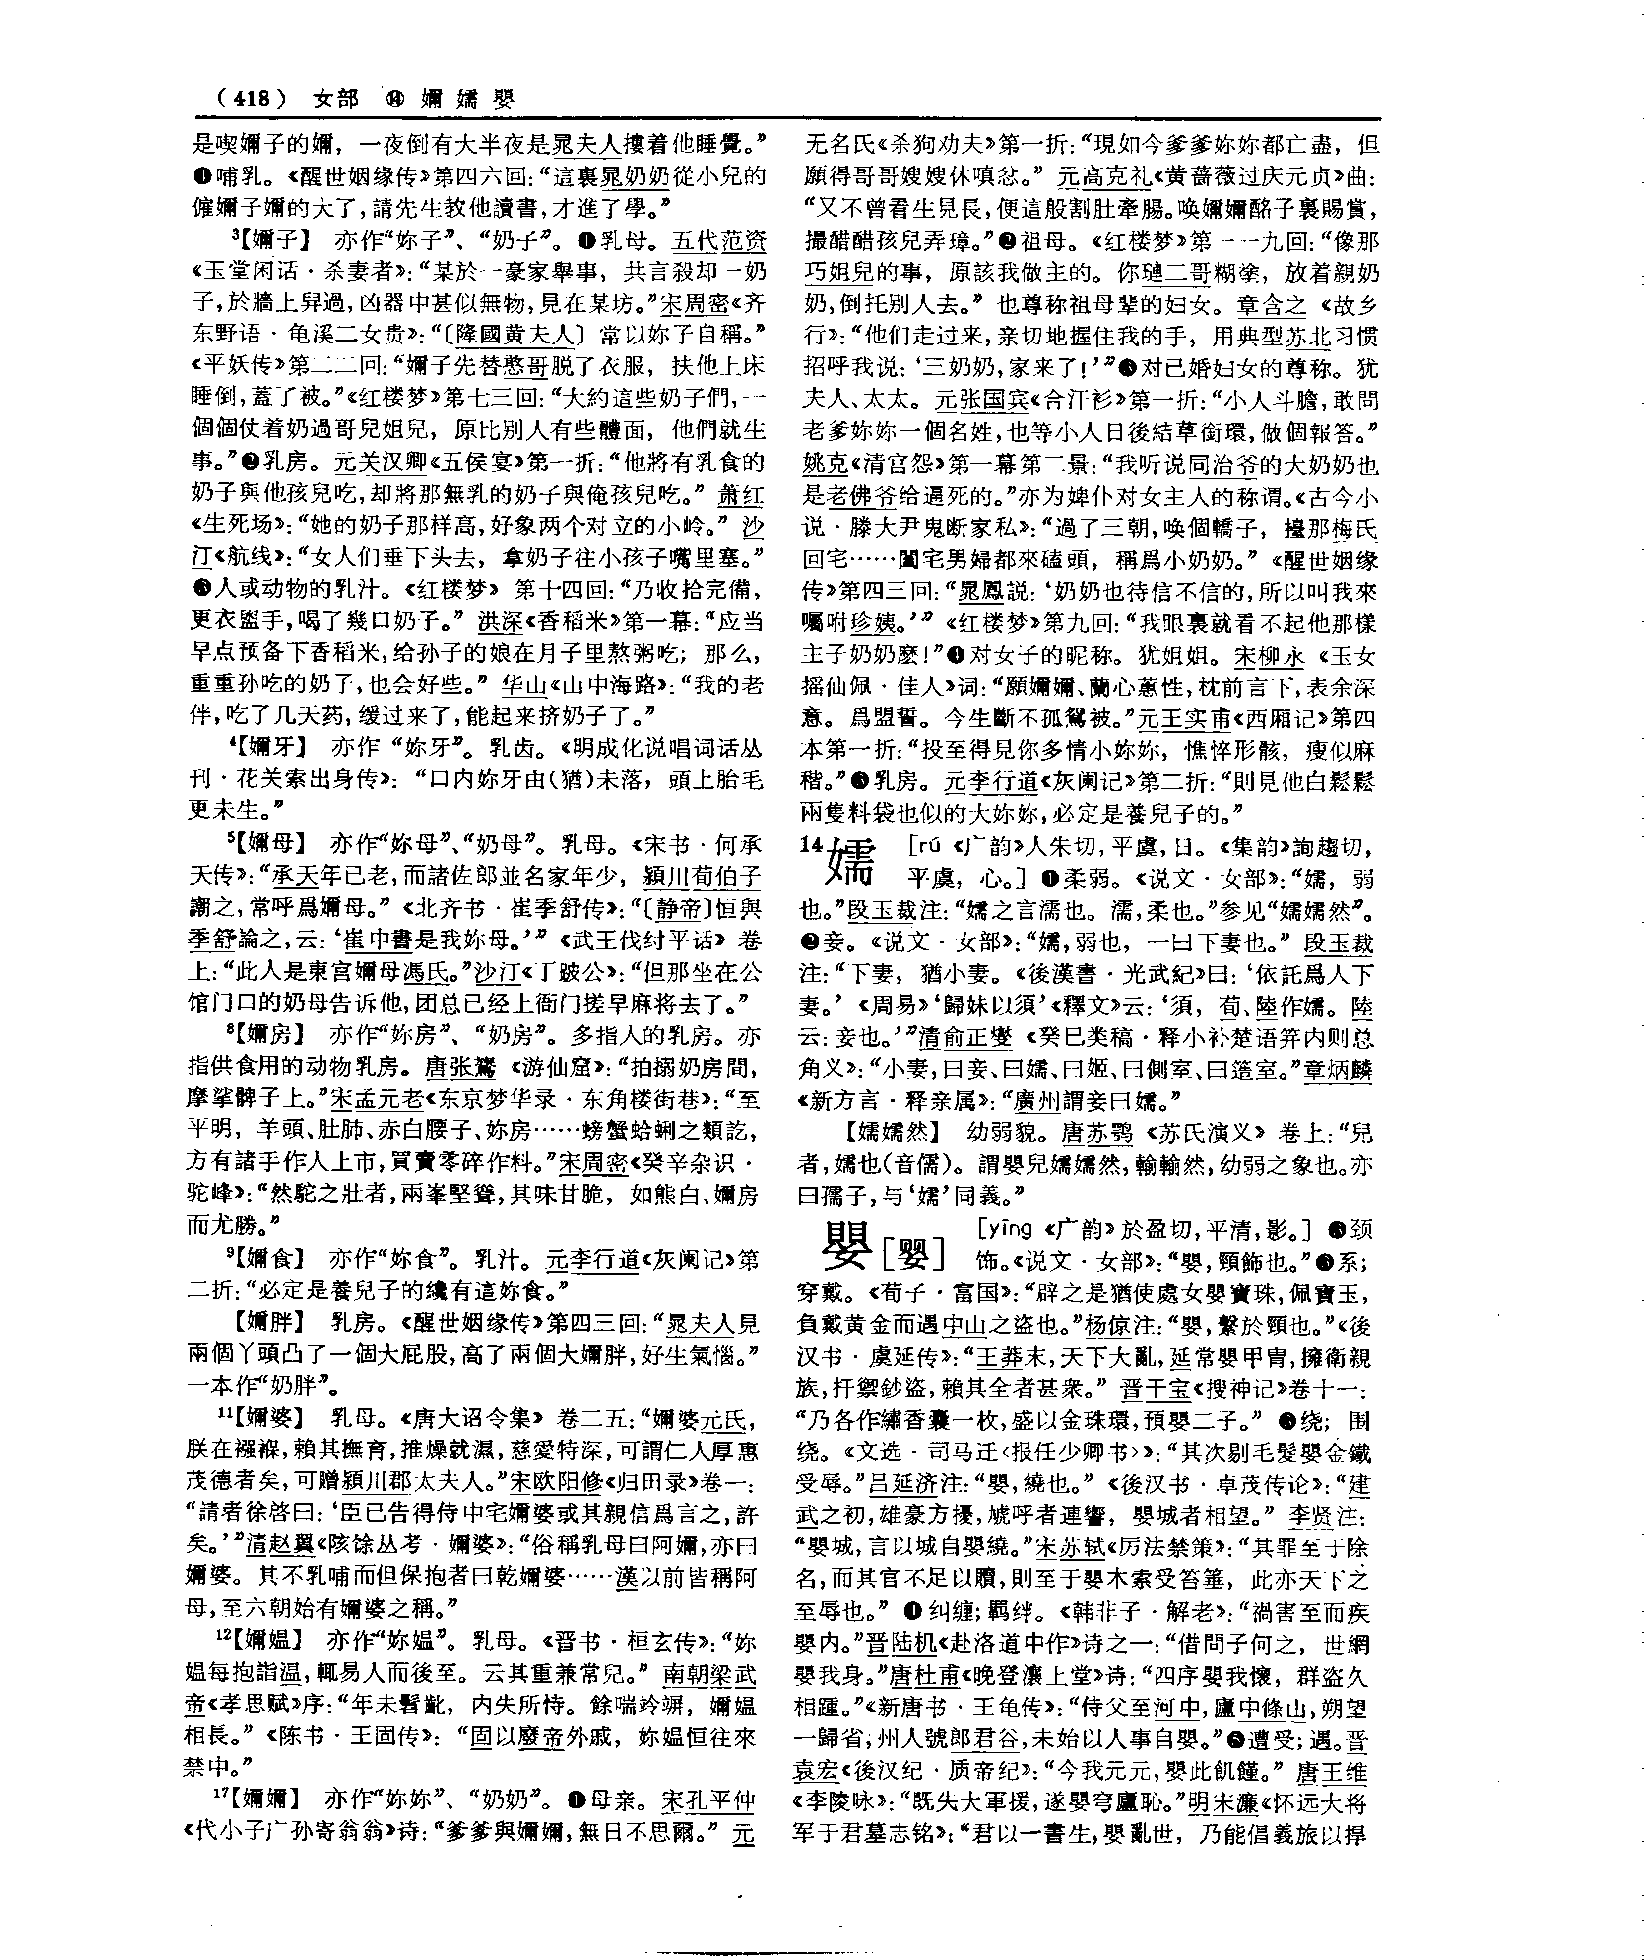 （418） 女部 ⑭ 嬭 嬬 嬰
是喫嬭子的嬭，一夜倒有大半夜是晁夫人摟着他睡覺。”
❹哺乳。《醒世姻缘传》第四六回：“這裏晁奶奶從小兒的
僱嬭子嬭的大了，請先生教他讀書，才進了學。”
³【嬭子】 亦作“妳子”、“奶子”。❶乳母。五代范资
《玉堂闲话·杀妻者》：“某於一豪家舉事，共言殺却一奶
子，於牆上舁過，凶器中甚似無物，見在某坊。”宋周密《齐
东野语·龟溪二女贵》：“〔隆國黄夫人〕常以妳子自稱。”
《平妖传》第二二回：“嬭子先替憨哥脱了衣服，扶他上床
睡倒，蓋了被。”《红楼梦》第七三回：“大約這些奶子們，一
個個仗着奶過哥兒姐兒，原比别人有些體面，他們就生
事。”❷乳房。元关汉卿《五侯宴》第一折：“他將有乳食的
奶子與他孩兒吃，却將那無乳的奶子與俺孩兒吃。”萧红
《生死场》：“她的奶子那样高，好象两个对立的小岭。”沙
汀《航线》：“女人们垂下头去，拿奶子往小孩子嘴里塞。”
❸人或动物的乳汁。《红楼梦》第十四回：“乃收拾完備，
更衣盥手，喝了幾口奶子。”洪深《香稻米》第一幕：“应当
早点预备下香稻米，给孙子的娘在月子里熬粥吃；那么，
重重孙吃的奶子，也会好些。”华山《山中海路》：“我的老
伴，吃了几天药，缓过来了，能起来挤奶子了。”
⁴【嬭牙】 亦作“妳牙”。乳齿。《明成化说唱词话丛
刊·花关索出身传》：“口内妳牙由（猶）未落，頭上胎毛
更未生。”
⁵【嬭母】 亦作“妳母”、“奶母”。乳母。《宋书·何承
天传》：“承天年已老，而諸佐郎並名家年少，潁川荀伯子
嘲之，常呼爲嬭母。”《北齐书·崔季舒传》：“〔静帝〕恒與
季舒論之，云：‘崔中書是我妳母。’”《武王伐纣平话》卷
上：“此人是東宫嬭母馮氏。”沙汀《丁跛公》：“但那坐在公
馆门口的奶母告诉他，团总已经上衙门搓早麻将去了。”
⁸【嬭房】 亦作“妳房”、“奶房”。多指人的乳房。亦
指供食用的动物乳房。唐张鷟《游仙窟》：“拍搦奶房間，
摩挲髀子上。”宋孟元老《东京梦华录·东角楼街巷》：“至
平明，羊頭、肚肺、赤白腰子、妳房……螃蟹蛤蜊之類訖，
方有諸手作人上市，買賣零碎作料。”宋周密《癸辛杂识·
驼峰》：“然駝之壯者，兩峯堅聳，其味甘脆，如熊白、嬭房
而尤勝。”
⁹【嬭食】 亦作“妳食”。乳汁。元李行道《灰阑记》第
二折：“必定是養兒子的纔有這妳食。”
【嬭胖】 乳房。《醒世姻缘传》第四三回：“晁夫人見
兩個丫頭凸了一個大屁股，高了兩個大嬭胖，好生氣惱。”
一本作“奶胖”。
¹¹【嬭婆】 乳母。《唐大诏令集》卷二五：“嬭婆元氏，
朕在襁褓，賴其撫育，推燥就濕，慈愛特深，可謂仁人厚惠
茂德者矣，可贈潁川郡太夫人。”宋欧阳修《归田录》卷一：
“請者徐啓曰：‘臣已告得侍中宅嬭婆或其親信爲言之，許
矣。’”清赵翼《陔馀丛考·嬭婆》：“俗稱乳母曰阿嬭，亦曰
嬭婆。其不乳哺而但保抱者曰乾嬭婆……漢以前皆稱阿
母，至六朝始有嬭婆之稱。”
¹²【嬭媪】 亦作“妳媪”。乳母。《晋书·桓玄传》：“妳
媪每抱詣温，輒易人而後至。云其重兼常兒。”南朝梁武
帝《孝思赋》序：“年未髫齔，内失所恃。餘喘竛竮，嬭媪
相長。”《陈书·王固传》：“固以廢帝外戚，妳媪恒往來
禁中。”
¹⁷【嬭嬭】 亦作“妳妳”、“奶奶”。❶母亲。宋孔平仲
《代小子广孙寄翁翁》诗：“爹爹與嬭嬭，無日不思爾。”元
无名氏《杀狗劝夫》第一折：“現如今爹爹妳妳都亡盡，但
願得哥哥嫂嫂休嗔忿。”元高克礼《黄蔷薇过庆元贞》曲：
“又不曾看生見長，便這般割肚牽腸。唤嬭嬭酩子裏賜賞，
撮醋醋孩兒弄璋。”❷祖母。《红楼梦》第一一九回：“像那
巧姐兒的事，原該我做主的。你璉二哥糊塗，放着親奶
奶，倒托别人去。”也尊称祖母辈的妇女。章含之《故乡
行》：“他们走过来，亲切地握住我的手，用典型苏北习惯
招呼我说：‘三奶奶，家来了！’”❸对已婚妇女的尊称。犹
夫人、太太。元张国宾《合汗衫》第一折：“小人斗膽，敢問
老爹妳妳一個名姓，也等小人日後結草銜環，做個報答。”
姚克《清宫怨》第一幕第二景：“我听说同治爷的大奶奶也
是老佛爷给逼死的。”亦为婢仆对女主人的称谓。《古今小
说·滕大尹鬼断家私》：“過了三朝，唤個轎子，擡那梅氏
回宅……闔宅男婦都來磕頭，稱爲小奶奶。”《醒世姻缘
传》第四三回：“晁鳳説：‘奶奶也待信不信的，所以叫我來
囑咐珍姨。’”《红楼梦》第九回：“我眼裏就看不起他那樣
主子奶奶麽！”❹对女子的昵称。犹姐姐。宋柳永《玉女
摇仙佩·佳人》词：“願嬭嬭、蘭心蕙性，枕前言下，表余深
意。爲盟誓。今生斷不孤鴛被。”元王实甫《西厢记》第四
本第一折：“投至得見你多情小妳妳，憔悴形骸，瘦似麻
稭。”❺乳房。元李行道《灰阑记》第二折：“則見他白鬆鬆
兩隻料袋也似的大妳妳，必定是養兒子的。”
14嬬 ［rú 《广韵》人朱切，平虞，日。《集韵》詢趨切，
平虞，心。］❶柔弱。《说文·女部》：“嬬，弱
也。”段玉裁注：“嬬之言濡也。濡，柔也。”参见“嬬嬬然”。
❷妾。《说文·女部》：“嬬，弱也，一曰下妻也。”段玉裁
注：“下妻，猶小妻。《後漢書·光武紀》曰：‘依託爲人下
妻。’《周易》‘歸妹以須’《釋文》云：‘須，荀、陸作嬬。陸
云：妾也。’”清俞正燮《癸巳类稿·释小补楚语笄内则总
角义》：“小妻，曰妾、曰嬬、曰姬、曰側室、曰簉室。”章炳麟
《新方言·释亲属》：“廣州謂妾曰嬬。”
【嬬嬬然】 幼弱貌。唐苏鹗《苏氏演义》卷上：“兒
者，嬬也（音儒）。謂嬰兒嬬嬬然，輸輸然，幼弱之象也。亦
曰孺子，与‘嬬’同義。”
嬰［婴］ ［yīng 《广韵》於盈切，平清，影。］❶颈
饰。《说文·女部》：“嬰，頸飾也。”❷系；
穿戴。《荀子·富国》：“辟之是猶使處女嬰寶珠，佩寶玉，
負戴黄金而遇中山之盗也。”杨倞注：“嬰，繫於頸也。”《後
汉书·虞延传》：“王莽末，天下大亂，延常嬰甲胄，擁衛親
族，扞禦鈔盜，賴其全者甚衆。”晋干宝《搜神记》卷十一：
“乃各作繡香囊一枚，盛以金珠環，預嬰二子。”❸绕；围
绕。《文选·司马迁〈报任少卿书〉》：“其次剔毛髮嬰金鐵
受辱。”吕延济注：“嬰，繞也。”《後汉书·卓茂传论》：“建
武之初，雄豪方擾，虓呼者連響，嬰城者相望。”李贤注：
“嬰城，言以城自嬰繞。”宋苏轼《厉法禁策》：“其罪至于除
名，而其官不足以贖，則至于嬰木索受笞箠，此亦天下之
至辱也。”❹纠缠；羁绊。《韩非子·解老》：“禍害至而疾
嬰内。”晋陆机《赴洛道中作》诗之一：“借問子何之，世網
嬰我身。”唐杜甫《晚登瀼上堂》诗：“四序嬰我懷，群盗久
相踵。”《新唐书·王龟传》：“侍父至河中，廬中條山，朔望
一歸省；州人號郎君谷，未始以人事自嬰。”❺遭受；遇。晋
袁宏《後汉纪·质帝纪》：“今我元元，嬰此飢饉。”唐王维
《李陵咏》：“既失大軍援，遂嬰穹廬恥。”明宋濂《怀远大将
军于君墓志铭》：“君以一書生，嬰亂世，乃能倡義旅以捍